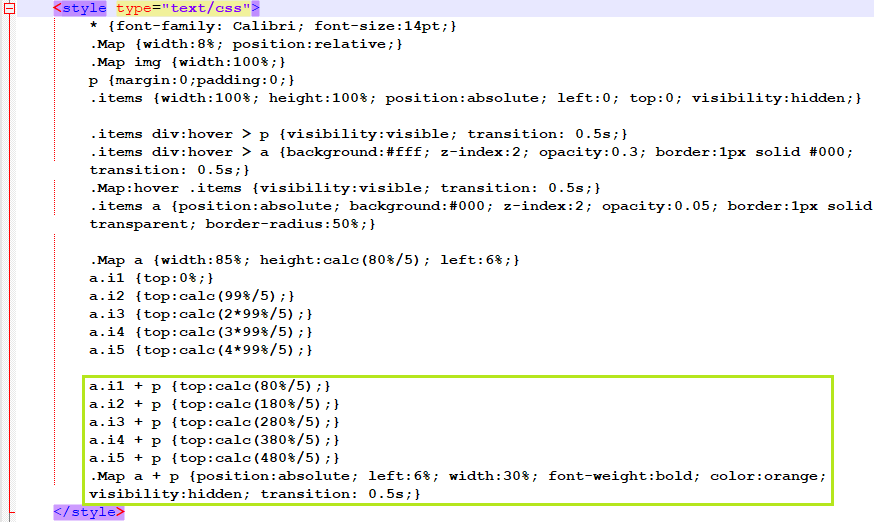 <style type="text/css">
* {font-family: Calibri; font-size:14pt;}
.Map {width:8%; position:relative;}
.Map img {width:100%;}
p {margin:0;padding:0;}
.items {width:100%; height:100%; position:absolute; left:0; top:0; visibility:hidden;}
.items div:hover > p {visibility:visible; transition: 0.5s;}
.items div:hover > a {background:#fff; z-index:2; opacity:0.3; border:1px solid #000;
transition: 0.5s;}
.Map:hover .items {visibility:visible; transition: 0.5s;}
.items a {position:absolute; background:#000; z-index:2; opacity:0.05; border:1px solid
transparent; border-radius:50%;}
.Map a {width:85%; height:calc(80%/5); left:6%;}
a.i1 {top:0%;}
a.i2 {top:calc(99%/5);}
a.i3 {top:calc(2*99%/5);}
a.i4 {top:calc(3*99%/5);}
a.i5 {top:calc(4*99%/5);}
a.i1 + p {top:calc(80%/5);}
a.i2 + p {top:calc(180%/5);}
a.i3 + p {top:calc(280%/5);}
a.i4 + p {top:calc(380%/5);}
a.i5 + p {top:calc(480%/5);}
.Map a + p {position:absolute; left:6%; width:30%; font-weight:bold; color:orange;
visibility:hidden; transition: 0.5s;}
</style>